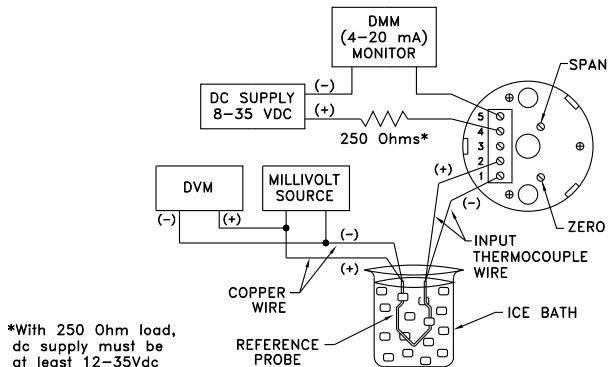 DMM
(4-20 mA)
MONITOR
SPAN
(-)
DC SUPPLY
8-35 VDC
(+)
250 Ohms*
5
4
3
2
1
(+)
(-)
DVM
MILLIVOLT
SOURCE
(-)
(+)
ZERO
(-)
(+)
INPUT
THERMOCOUPLE
WIRE
COPPER
WIRE
ICE BATH
REFERENCE
PROBE
*With 250 Ohm load,
dc supply must be
at least 12-35Vdc